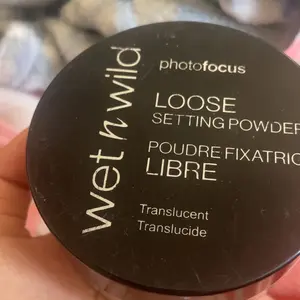 wet n wild
photofocus
LOOSE
SETTING POWDER
POUDRE FIXATRIC
LIBRE
Translucent
Translucide